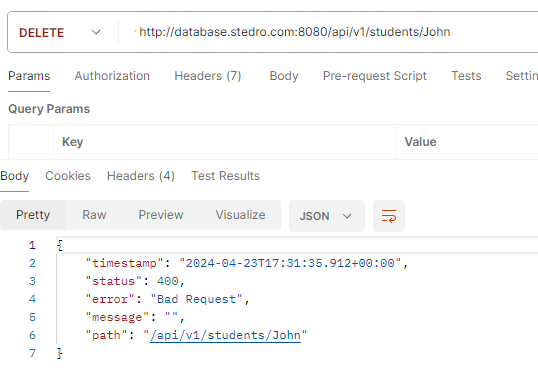 DELETE http://database.stedro.com:8080/api/v1/students/John
Params Authorization Headers (7) Body Pre-request Script Tests Settin
Query Params
Key Value
Body Cookies Headers (4) Test Results
Pretty Raw Preview Visualize JSON
1 {
2 "timestamp": "2024-04-23T17:31:35.912+00:00",
3 "status": 400,
4 "error": "Bad Request",
5 "message": "",
6 "path": "/api/v1/students/John"
7 }